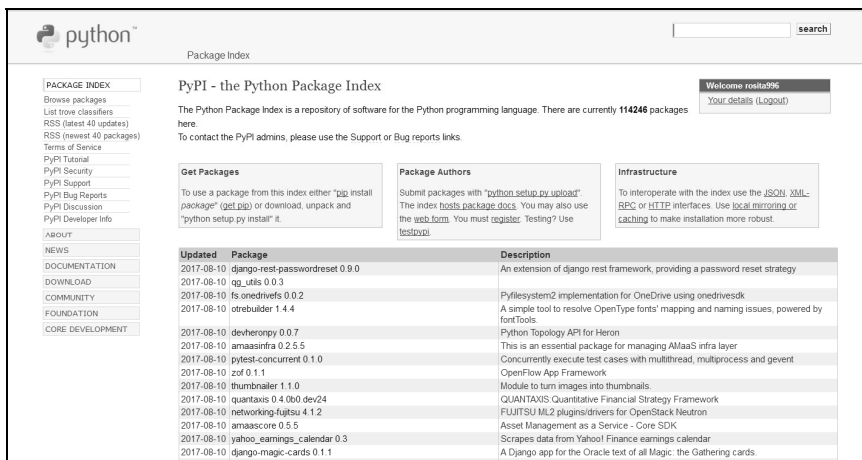 python™
search
Package Index
PACKAGE INDEX
Browse packages
List trove classifiers
RSS (latest 40 updates)
RSS (newest 40 packages)
Terms of Service
PyPI Tutorial
PyPI Security
PyPI Support
PyPI Bug Reports
PyPI Discussion
PyPI Developer Info
ABOUT
NEWS
DOCUMENTATION
DOWNLOAD
COMMUNITY
FOUNDATION
CORE DEVELOPMENT
PyPI - the Python Package Index
The Python Package Index is a repository of software for the Python programming language. There are currently 114246 packages
here.
To contact the PyPI admins, please use the Support or Bug reports links.
Welcome rosita996
Your details (Logout)
Get Packages
To use a package from this index either "pip install
package" (get pip) or download, unpack and
"python setup.py install" it.
Package Authors
Submit packages with "python setup.py upload".
The index hosts package docs. You may also use
the web form. You must register. Testing? Use
testpypi.
Infrastructure
To interoperate with the index use the JSON, XML-
RPC or HTTP interfaces. Use local mirroring or
caching to make installation more robust.
Updated Package Description
2017-08-10 django-rest-passwordreset 0.9.0 An extension of django rest framework, providing a password reset strategy
2017-08-10 qg_utils 0.0.3
2017-08-10 fs.onedrivefs 0.0.2 Pyfilesystem2 implementation for OneDrive using onedrivesdk
2017-08-10 otrebuilder 1.4.4 A simple tool to resolve OpenType fonts' mapping and naming issues, powered by
fontTools.
2017-08-10 devheronpy 0.0.7 Python Topology API for Heron
2017-08-10 amaasinfra 0.2.5.5 This is an essential package for managing AMaaS infra layer
2017-08-10 pytest-concurrent 0.1.0 Concurrently execute test cases with multithread, multiprocess and gevent
2017-08-10 zof 0.1.1 OpenFlow App Framework
2017-08-10 thumbnailer 1.1.0 Module to turn images into thumbnails.
2017-08-10 quantaxis 0.4.0b0.dev24 QUANTAXIS:Quantitative Financial Strategy Framework
2017-08-10 networking-fujitsu 4.1.2 FUJITSU ML2 plugins/drivers for OpenStack Neutron
2017-08-10 amaascore 0.5.5 Asset Management as a Service - Core SDK
2017-08-10 yahoo_earnings_calendar 0.3 Scrapes data from Yahoo! Finance earnings calendar
2017-08-10 django-magic-cards 0.1.1 A Django app for the Oracle text of all Magic: the Gathering cards.